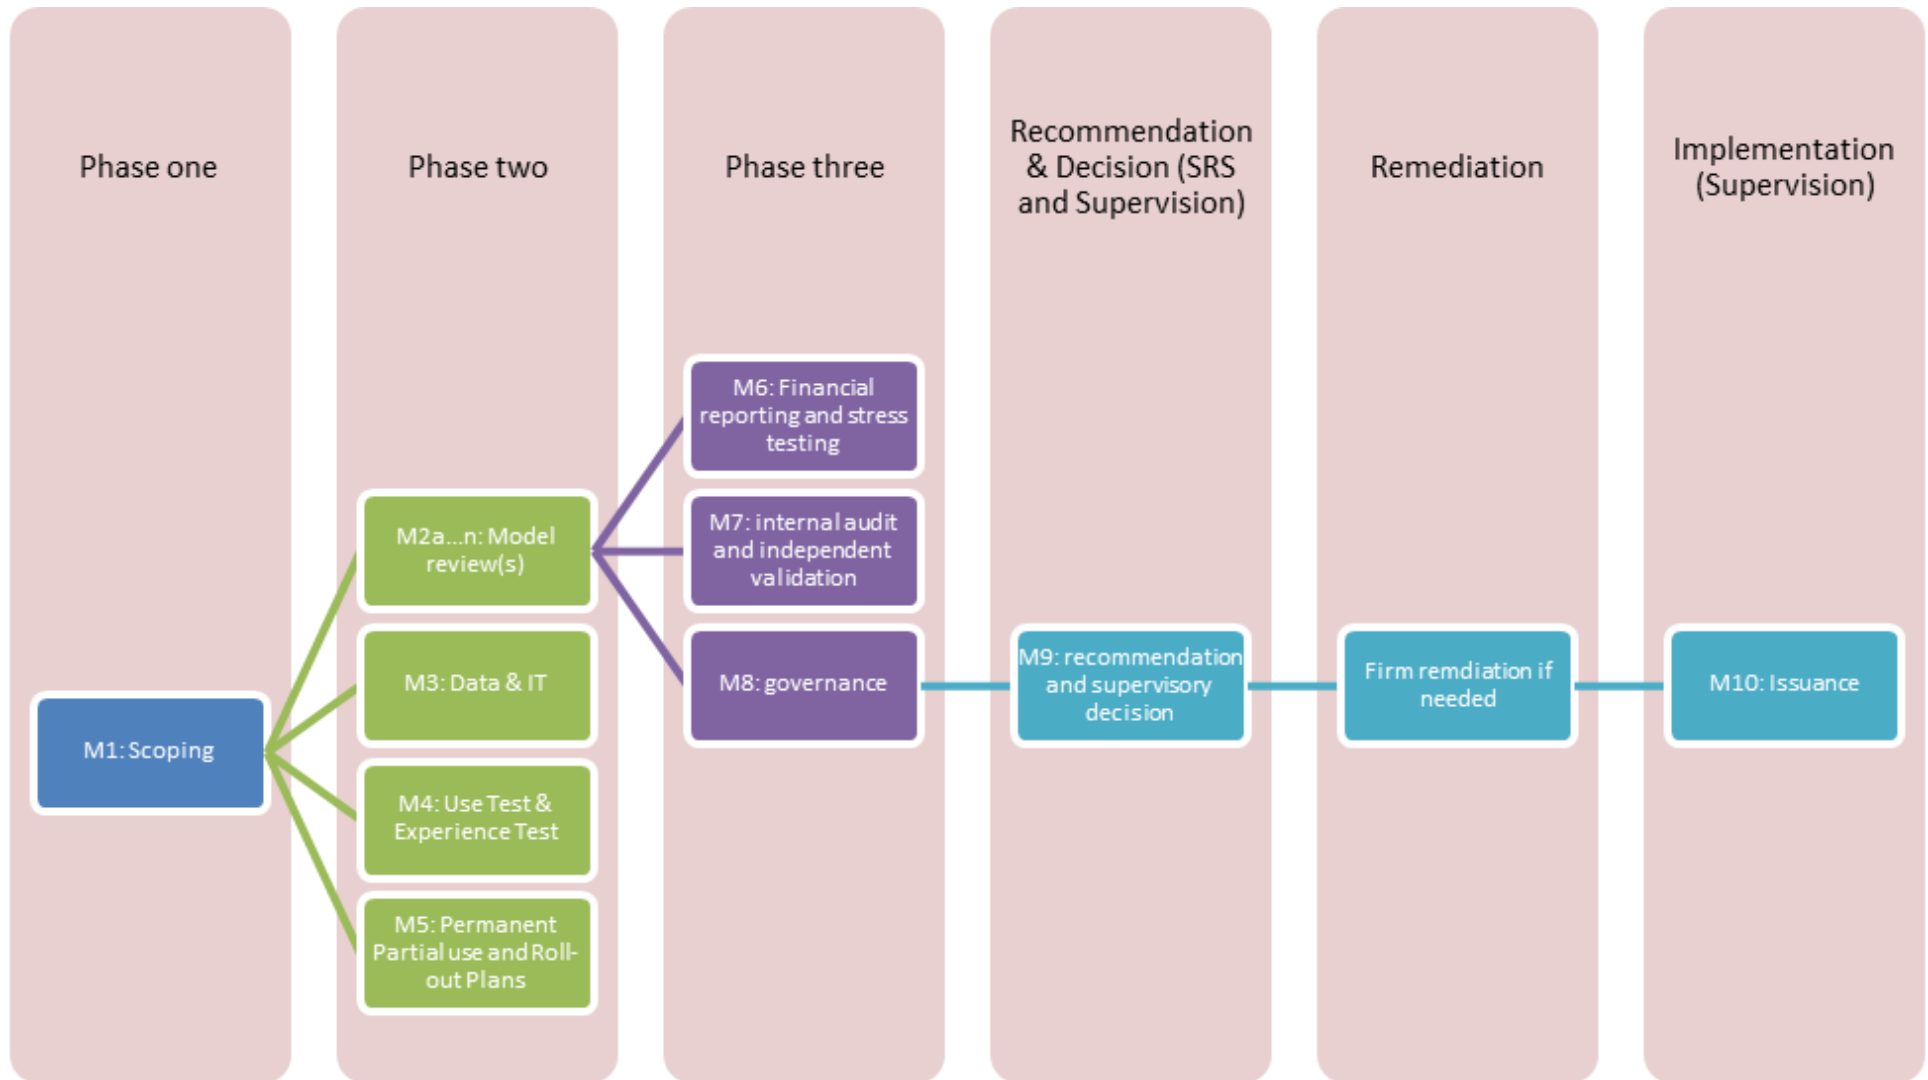 Phase one
Phase two
Phase three
Recommendation
& Decision (SRS
and Supervision)
Remediation
Implementation
(Supervision)
M1: Scoping
M2a...n: Model
review(s)
M3: Data & IT
M4: Use Test &
Experience Test
M5: Permanent
Partial use and Roll-
out Plans
M6: Financial
reporting and stress
testing
M7: internal audit
and independent
validation
M8: governance
M9: recommendation
and supervisory
decision
Firm remdiation if
needed
M10: Issuance